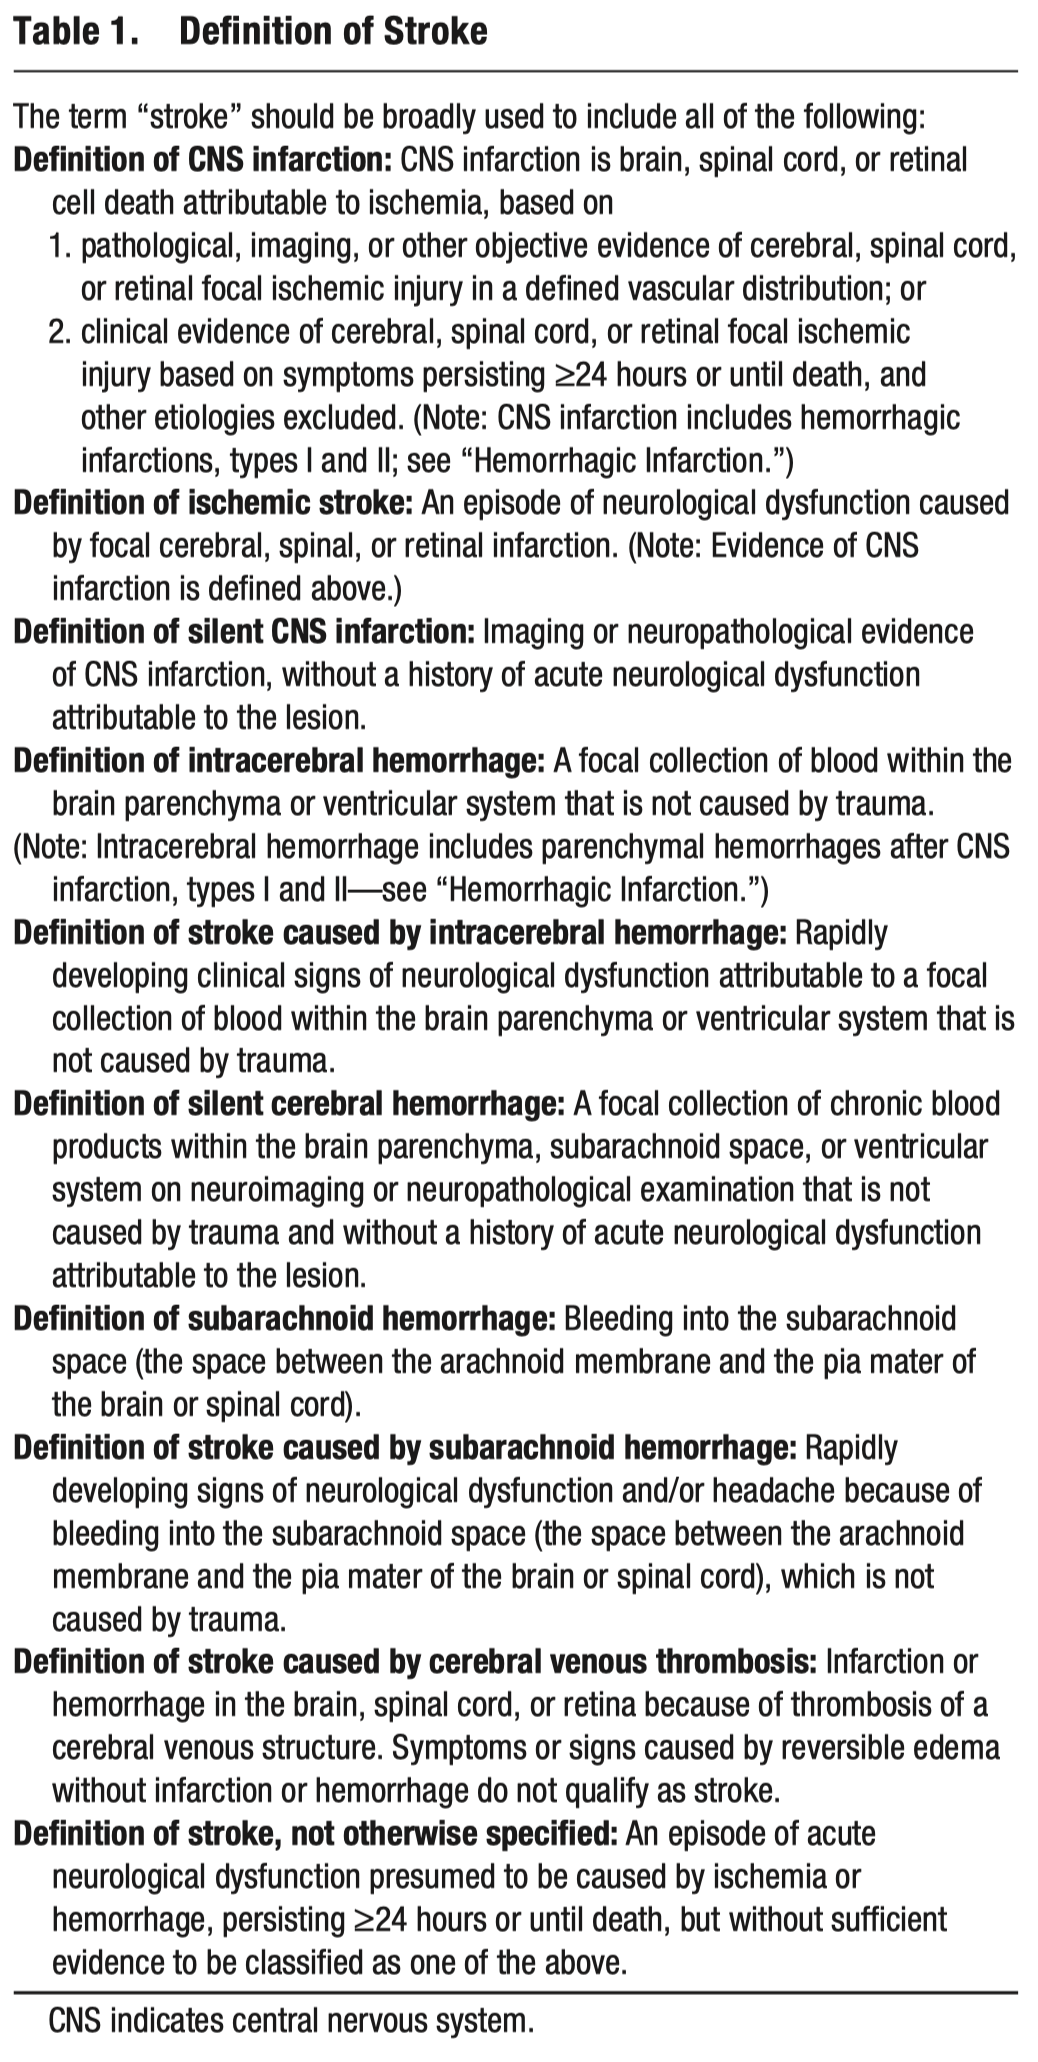 Table 1. Definition of Stroke
The term “stroke” should be broadly used to include all of the following:
Definition of CNS infarction: CNS infarction is brain, spinal cord, or retinal
cell death attributable to ischemia, based on
1. pathological, imaging, or other objective evidence of cerebral, spinal cord,
or retinal focal ischemic injury in a defined vascular distribution; or
2. clinical evidence of cerebral, spinal cord, or retinal focal ischemic
injury based on symptoms persisting ≥24 hours or until death, and
other etiologies excluded. (Note: CNS infarction includes hemorrhagic
infarctions, types I and II; see “Hemorrhagic Infarction.”)
Definition of ischemic stroke: An episode of neurological dysfunction caused
by focal cerebral, spinal, or retinal infarction. (Note: Evidence of CNS
infarction is defined above.)
Definition of silent CNS infarction: Imaging or neuropathological evidence
of CNS infarction, without a history of acute neurological dysfunction
attributable to the lesion.
Definition of intracerebral hemorrhage: A focal collection of blood within the
brain parenchyma or ventricular system that is not caused by trauma.
(Note: Intracerebral hemorrhage includes parenchymal hemorrhages after CNS
infarction, types I and II—see “Hemorrhagic Infarction.”)
Definition of stroke caused by intracerebral hemorrhage: Rapidly
developing clinical signs of neurological dysfunction attributable to a focal
collection of blood within the brain parenchyma or ventricular system that is
not caused by trauma.
Definition of silent cerebral hemorrhage: A focal collection of chronic blood
products within the brain parenchyma, subarachnoid space, or ventricular
system on neuroimaging or neuropathological examination that is not
caused by trauma and without a history of acute neurological dysfunction
attributable to the lesion.
Definition of subarachnoid hemorrhage: Bleeding into the subarachnoid
space (the space between the arachnoid membrane and the pia mater of
the brain or spinal cord).
Definition of stroke caused by subarachnoid hemorrhage: Rapidly
developing signs of neurological dysfunction and/or headache because of
bleeding into the subarachnoid space (the space between the arachnoid
membrane and the pia mater of the brain or spinal cord), which is not
caused by trauma.
Definition of stroke caused by cerebral venous thrombosis: Infarction or
hemorrhage in the brain, spinal cord, or retina because of thrombosis of a
cerebral venous structure. Symptoms or signs caused by reversible edema
without infarction or hemorrhage do not qualify as stroke.
Definition of stroke, not otherwise specified: An episode of acute
neurological dysfunction presumed to be caused by ischemia or
hemorrhage, persisting ≥24 hours or until death, but without sufficient
evidence to be classified as one of the above.
CNS indicates central nervous system.